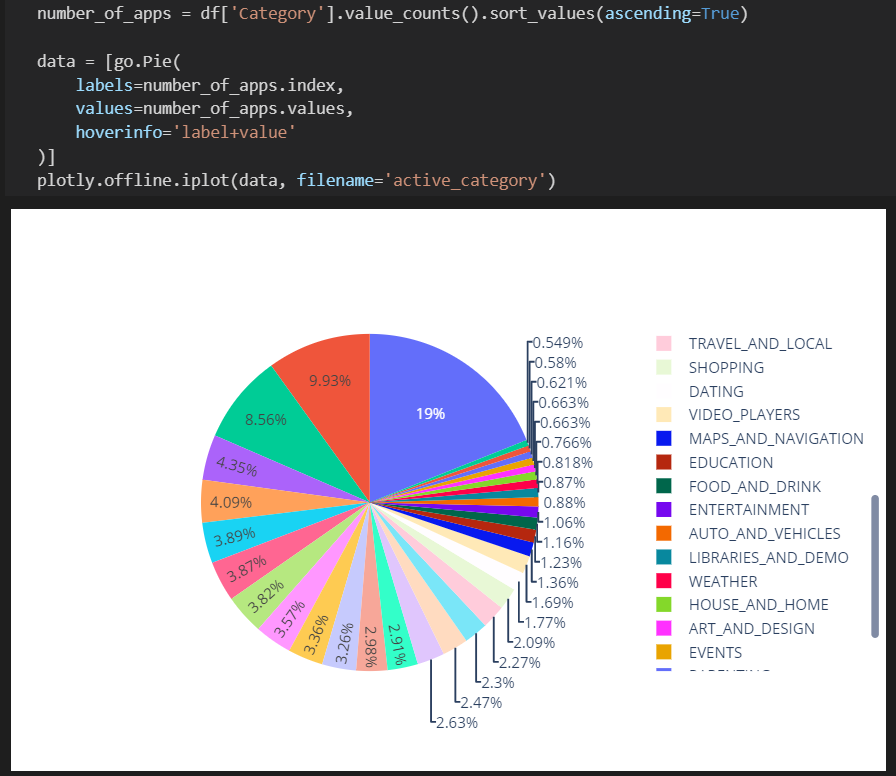 number_of_apps = df['Category'].value_counts().sort_values(ascending=True)
data = [go.Pie(
labels=number_of_apps.index,
values=number_of_apps.values,
hoverinfo='label+value'
)]
plotly.offline.iplot(data, filename='active_category')
19%
9.93%
8.56%
4.35%
4.09%
3.89%
3.87%
3.82%
3.57%
3.36%
3.26%
2.98%
2.91%
2.63%
2.47%
2.3%
2.27%
2.09%
1.77%
1.69%
1.36%
1.23%
1.16%
1.06%
0.88%
0.87%
0.818%
0.766%
0.663%
0.663%
0.621%
0.58%
0.549%
TRAVEL_AND_LOCAL
SHOPPING
DATING
VIDEO_PLAYERS
MAPS_AND_NAVIGATION
EDUCATION
FOOD_AND_DRINK
ENTERTAINMENT
AUTO_AND_VEHICLES
LIBRARIES_AND_DEMO
WEATHER
HOUSE_AND_HOME
ART_AND_DESIGN
EVENTS